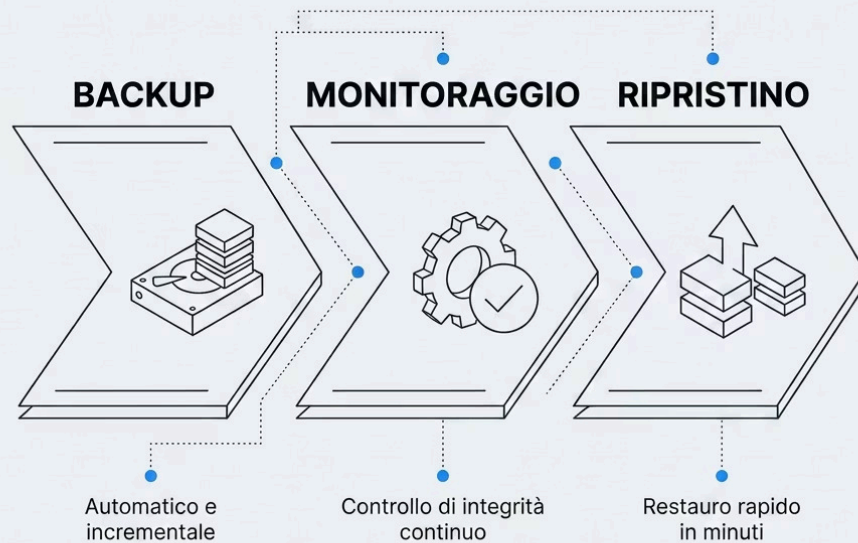 BACKUP
MONITORAGGIO
RIPRISTINO
Automatico e
incrementale
Controllo di integrità
continuo
Restauro rapido
in minuti